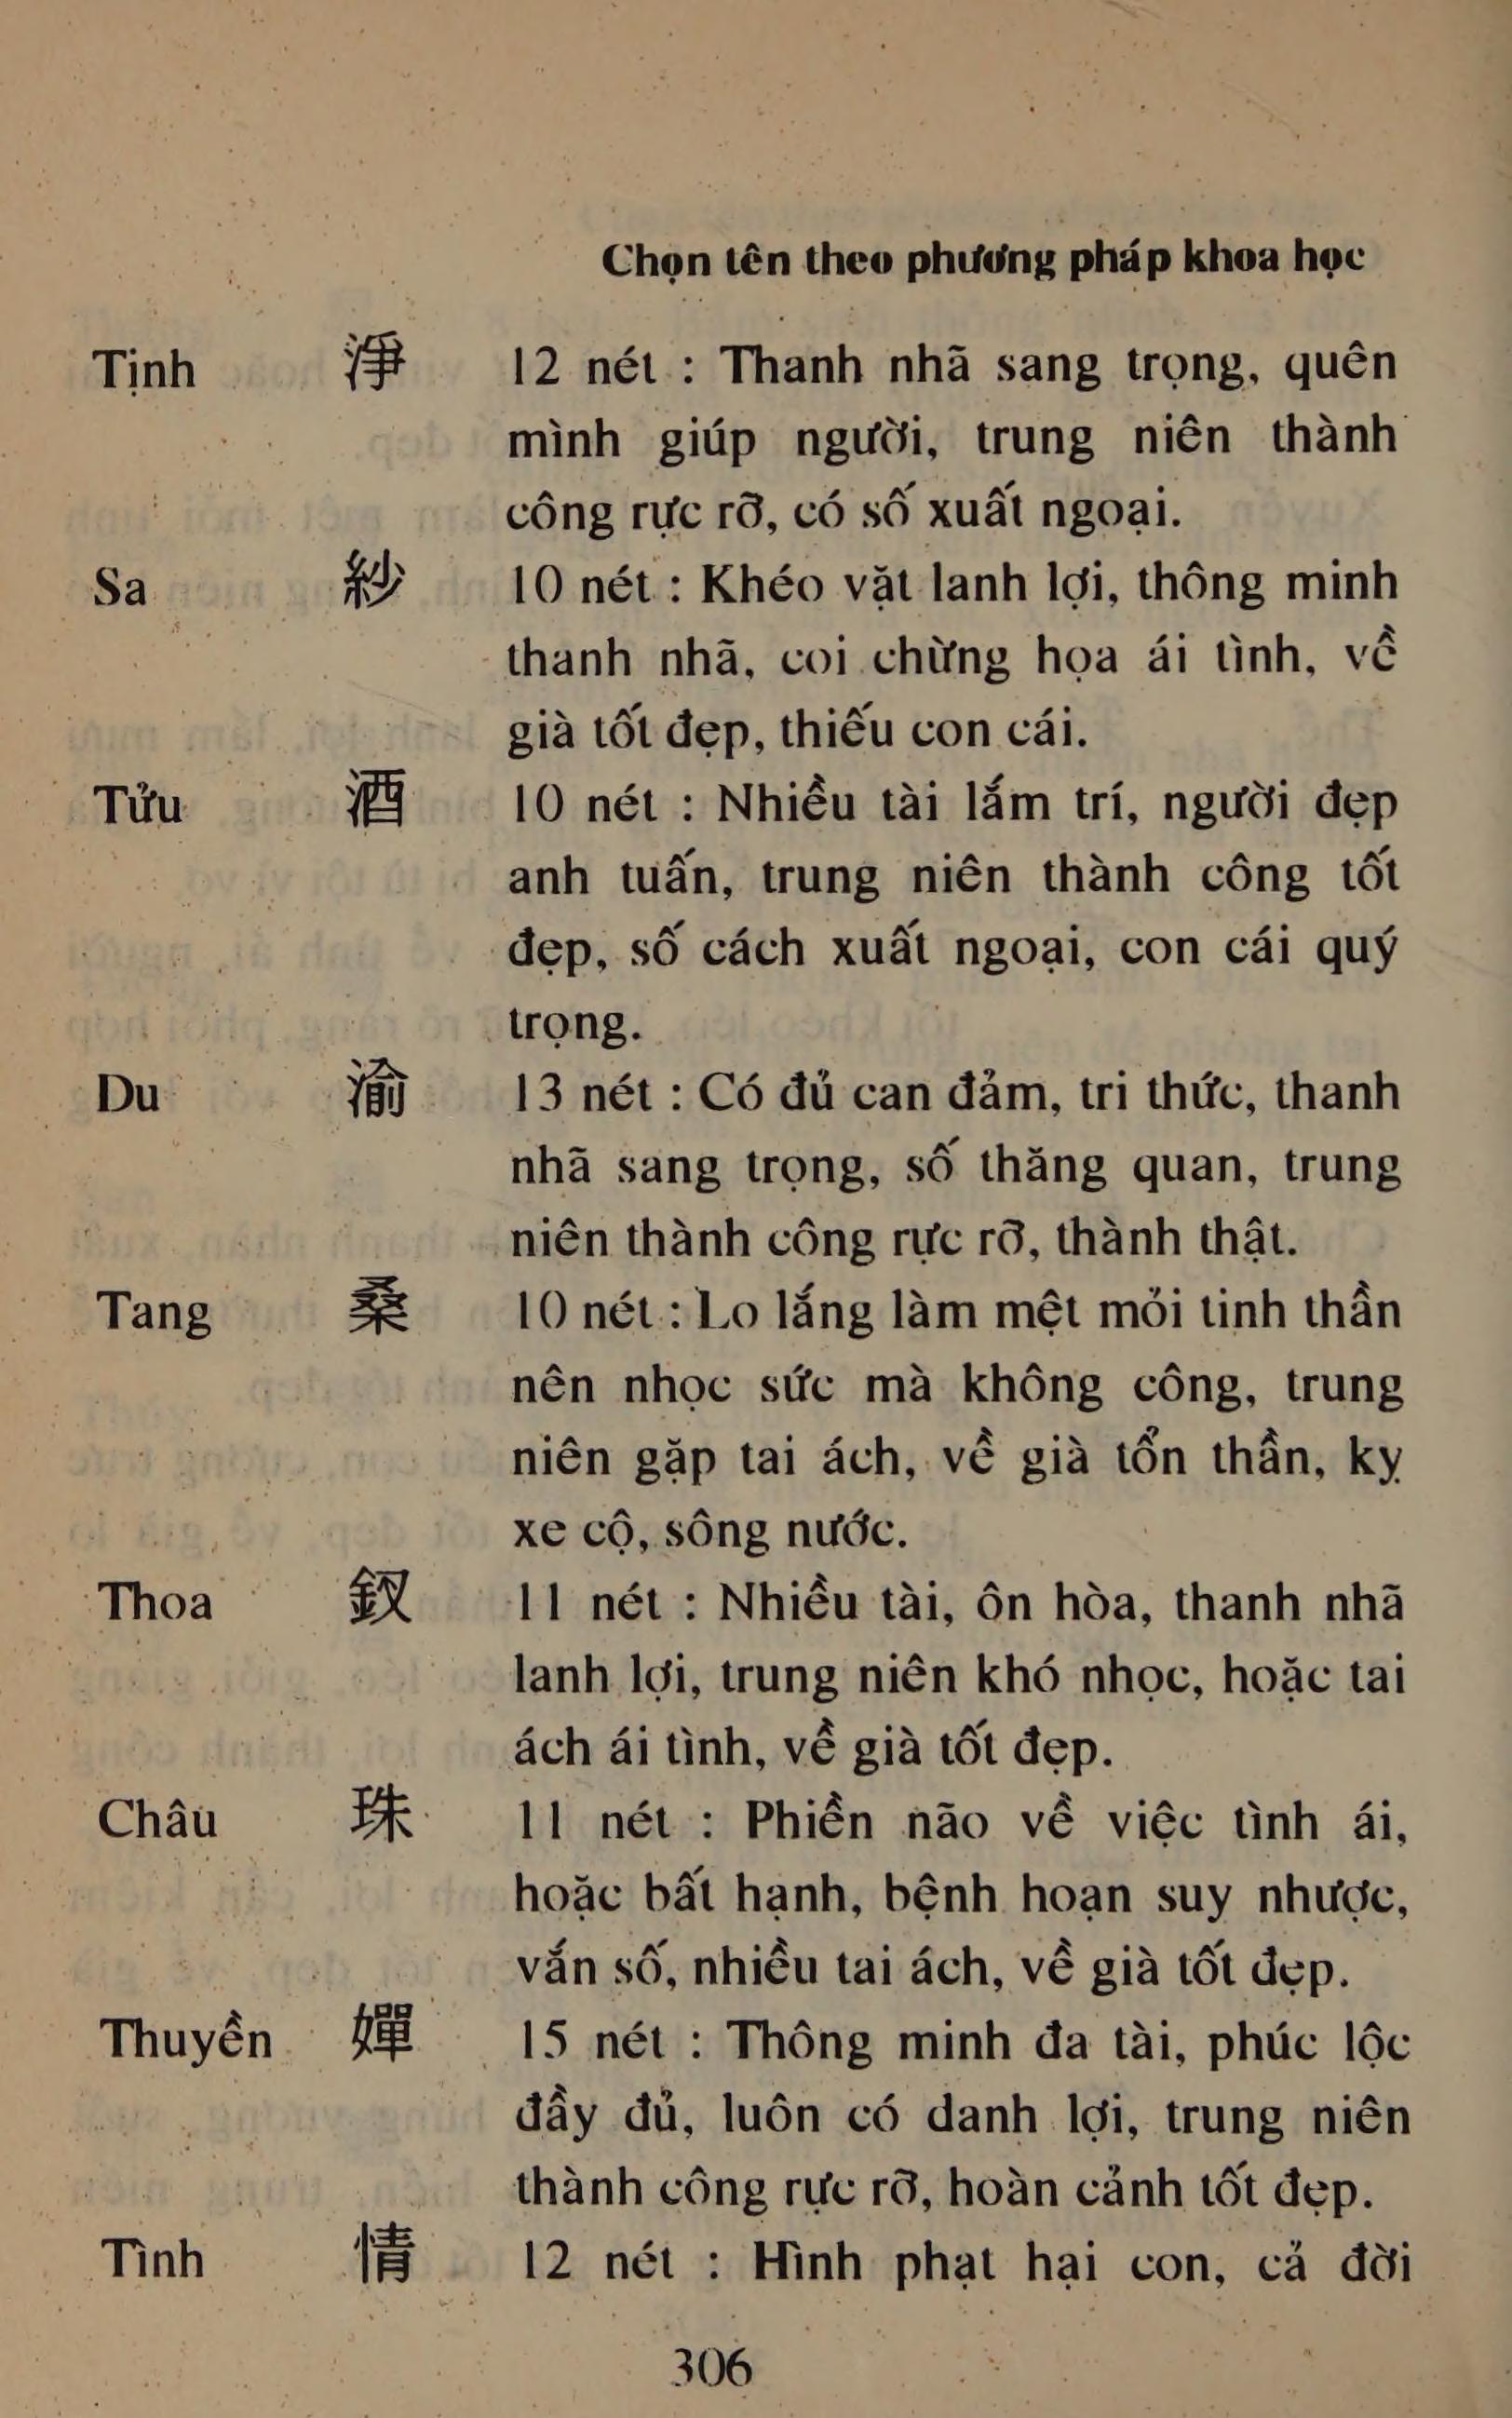 Chọn tên theo phương pháp khoa học
Tịnh 淨 12 nét : Thanh nhã sang trọng, quên
mình giúp người, trung niên thành
công rực rỡ, có số xuất ngoại.
Sa 紗 10 nét : Khéo vặt lanh lợi, thông minh
thanh nhã, coi chừng họa ái tình, về
già tốt đẹp, thiếu con cái.
Tửu 酒 10 nét : Nhiều tài lắm trí, người đẹp
anh tuấn, trung niên thành công tốt
đẹp, số cách xuất ngoại, con cái quý
trọng.
Du 渝 13 nét : Có đủ can đảm, tri thức, thanh
nhã sang trọng, số thăng quan, trung
niên thành công rực rỡ, thành thật.
Tang 桑 10 nét : Lo lắng làm mệt mỏi tinh thần
nên nhọc sức mà không công, trung
niên gặp tai ách, về già tổn thần, kỵ
xe cộ, sông nước.
Thoa 釵 11 nét : Nhiều tài, ôn hòa, thanh nhã
lanh lợi, trung niên khó nhọc, hoặc tai
ách ái tình, về già tốt đẹp.
Châu 珠 11 nét : Phiền não về việc tình ái,
hoặc bất hạnh, bệnh hoạn suy nhược,
vắn số, nhiều tai ách, về già tốt đẹp.
Thuyền 嬋 15 nét : Thông minh đa tài, phúc lộc
đầy đủ, luôn có danh lợi, trung niên
thành công rực rỡ, hoàn cảnh tốt đẹp.
Tình 情 12 nét : Hình phạt hại con, cả đời
306